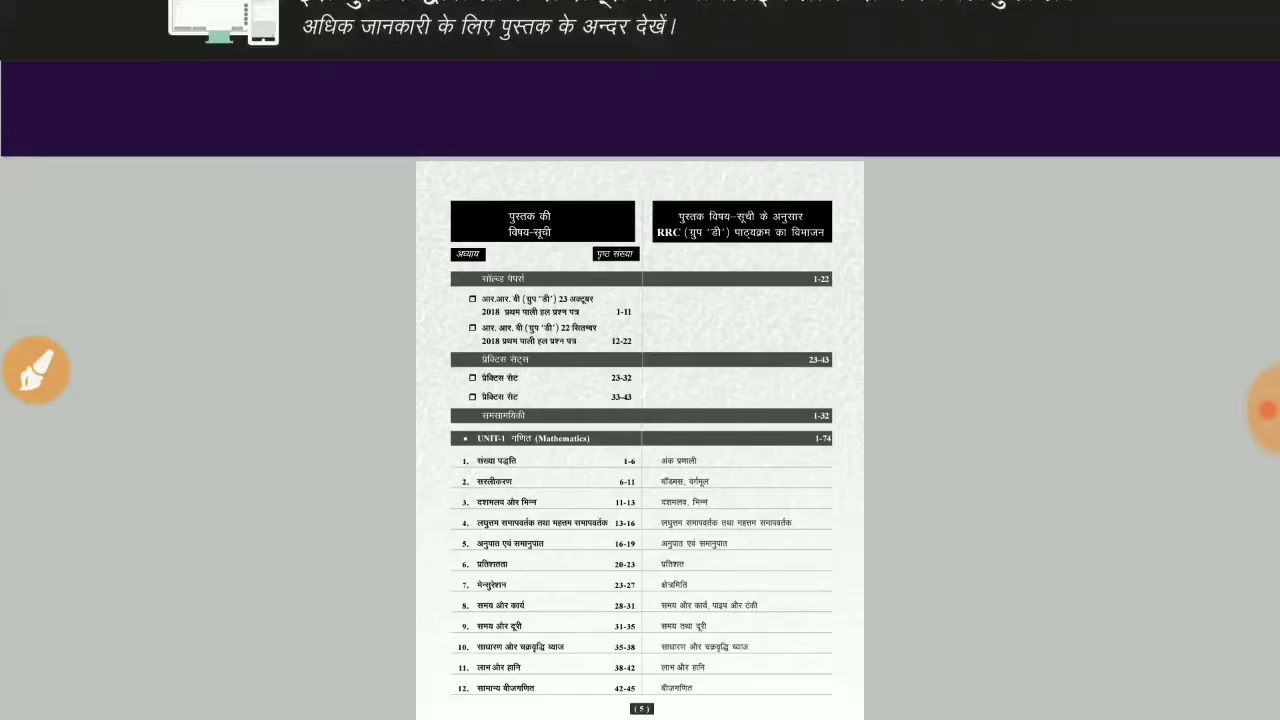 अधिक जानकारी के लिए पुस्तक के अन्दर देखें।
पुस्तक की
विषय–सूची
पुस्तक विषय–सूची के अनुसार
RRC (ग्रुप ‘डी’) पाठ्यक्रम का विभाजन
अध्याय पृष्ठ संख्या
सॉल्वड पेपर्स 1-22
❒ आर.आर. बी (ग्रुप ‘डी’) 23 अक्टूबर
2018 प्रथम पाली हल प्रश्न पत्र 1-11
❒ आर. आर. बी (ग्रुप ‘डी’) 22 सितम्बर
2018 प्रथम पाली हल प्रश्न पत्र 12-22
प्रैक्टिस सेट्स 23-43
❒ प्रैक्टिस सेट 23-32
❒ प्रैक्टिस सेट 33-43
समसामयिकी 1-32
• UNIT-1 गणित (Mathematics) 1-74
1. संख्या पद्धति 1-6 अंक प्रणाली
2. सरलीकरण 6-11 बॉडमस, वर्गमूल
3. दशमलव और भिन्न 11-13 दशमलव, भिन्न
4. लघुत्तम समापवर्तक तथा महत्तम समापवर्तक 13-16 लघुत्तम समापवर्तक तथा महत्तम समापवर्तक
5. अनुपात एवं समानुपात 16-19 अनुपात एवं समानुपात
6. प्रतिशतता 20-23 प्रतिशत
7. मेन्सुरेशन 23-27 क्षेत्रमिति
8. समय और कार्य 28-31 समय और कार्य, पाइप और टंकी
9. समय और दूरी 31-35 समय तथा दूरी
10. साधारण और चक्रवृद्धि ब्याज 35-38 साधारण और चक्रवृद्धि ब्याज
11. लाभ और हानि 38-42 लाभ और हानि
12. सामान्य बीजगणित 42-45 बीजगणित
( 5 )